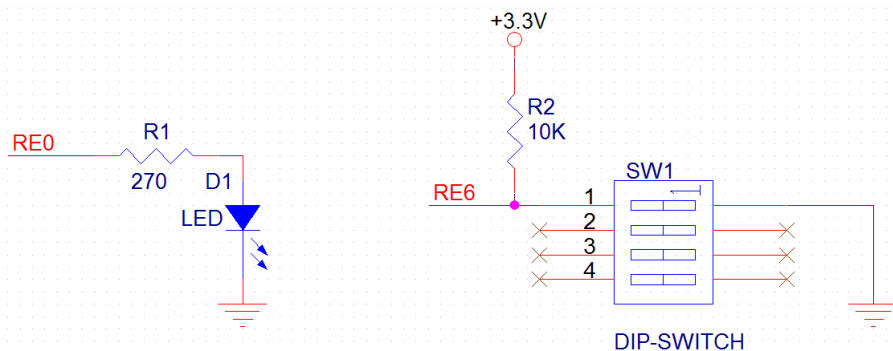 +3.3V
R1
R2
RE0
10K
270
D1
SW1
LED
RE6
1
2
3
4
DIP-SWITCH